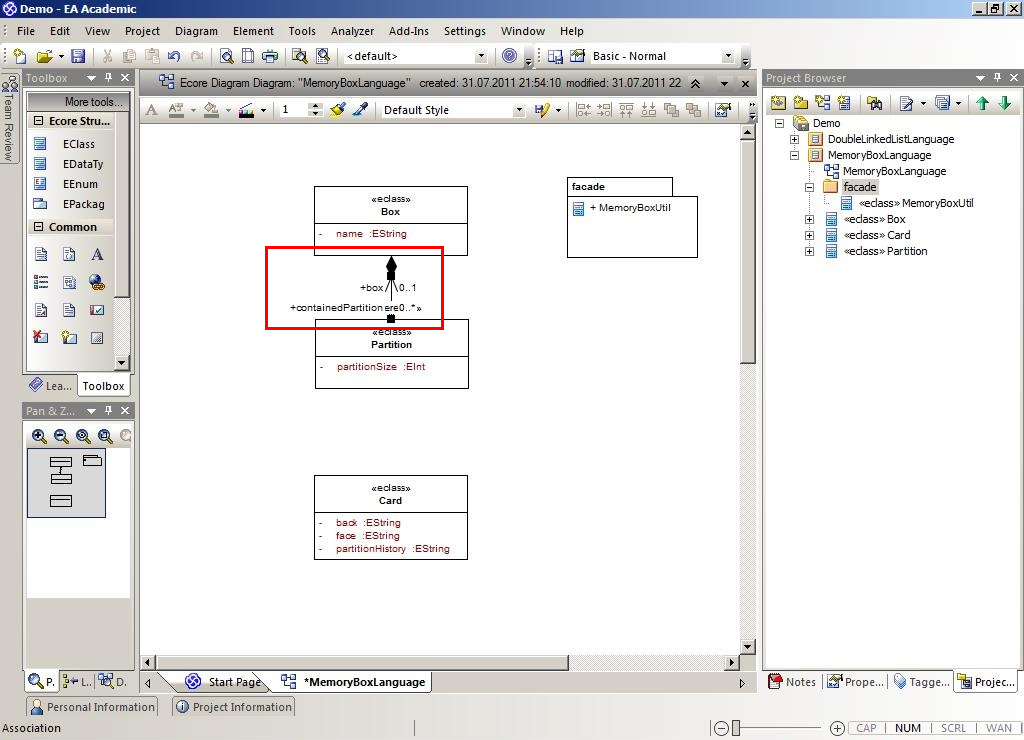 Demo - EA Academic
File Edit View Project Diagram Element Tools Analyzer Add-Ins Settings Window Help
<default> Basic - Normal
Toolbox
Ecore Diagram Diagram: "MemoryBoxLanguage" created: 31.07.2011 21:54:10 modified: 31.07.2011 22
Project Browser
Team Review
More tools...
1 Default Style
Ecore Stru...
EClass
EDataTy
EEnum
EPackag
Common
Lea... Toolbox
Pan & Z...
«eclass»
Box
- name :EString
+box 0..1
+containedPartition 0..* »
«eclass»
Partition
- partitionSize :EInt
«eclass»
Card
- back :EString
- face :EString
- partitionHistory :EString
facade
+ MemoryBoxUtil
Demo
DoubleLinkedListLanguage
MemoryBoxLanguage
MemoryBoxLanguage
facade
«eclass» MemoryBoxUtil
«eclass» Box
«eclass» Card
«eclass» Partition
P. L.. D.
Start Page *MemoryBoxLanguage
Notes Prope... Tagge... Projec...
Personal Information Project Information
Association
CAP NUM SCRL WAN